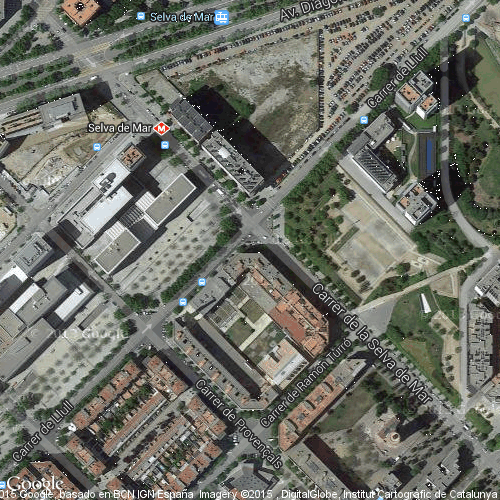 Selva de Mar
Av. Diago
Carrer de Llull
Selva de Mar
M
Carrer de la Selva de Mar
Carrer de Ramon Turró
Carrer de Provençals
Carrer de Llull
Google
2015 Google, basado en BCN IGN España Imagery ©2015 , DigitalGlobe, Institut Cartogràfic de Catalunya